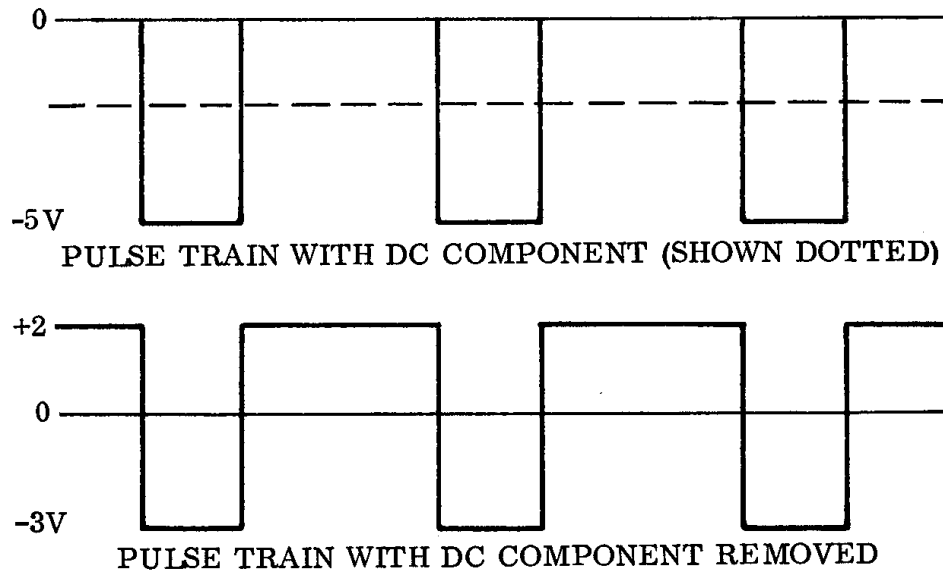 0
-5V
PULSE TRAIN WITH DC COMPONENT (SHOWN DOTTED)
+2
0
-3V
PULSE TRAIN WITH DC COMPONENT REMOVED